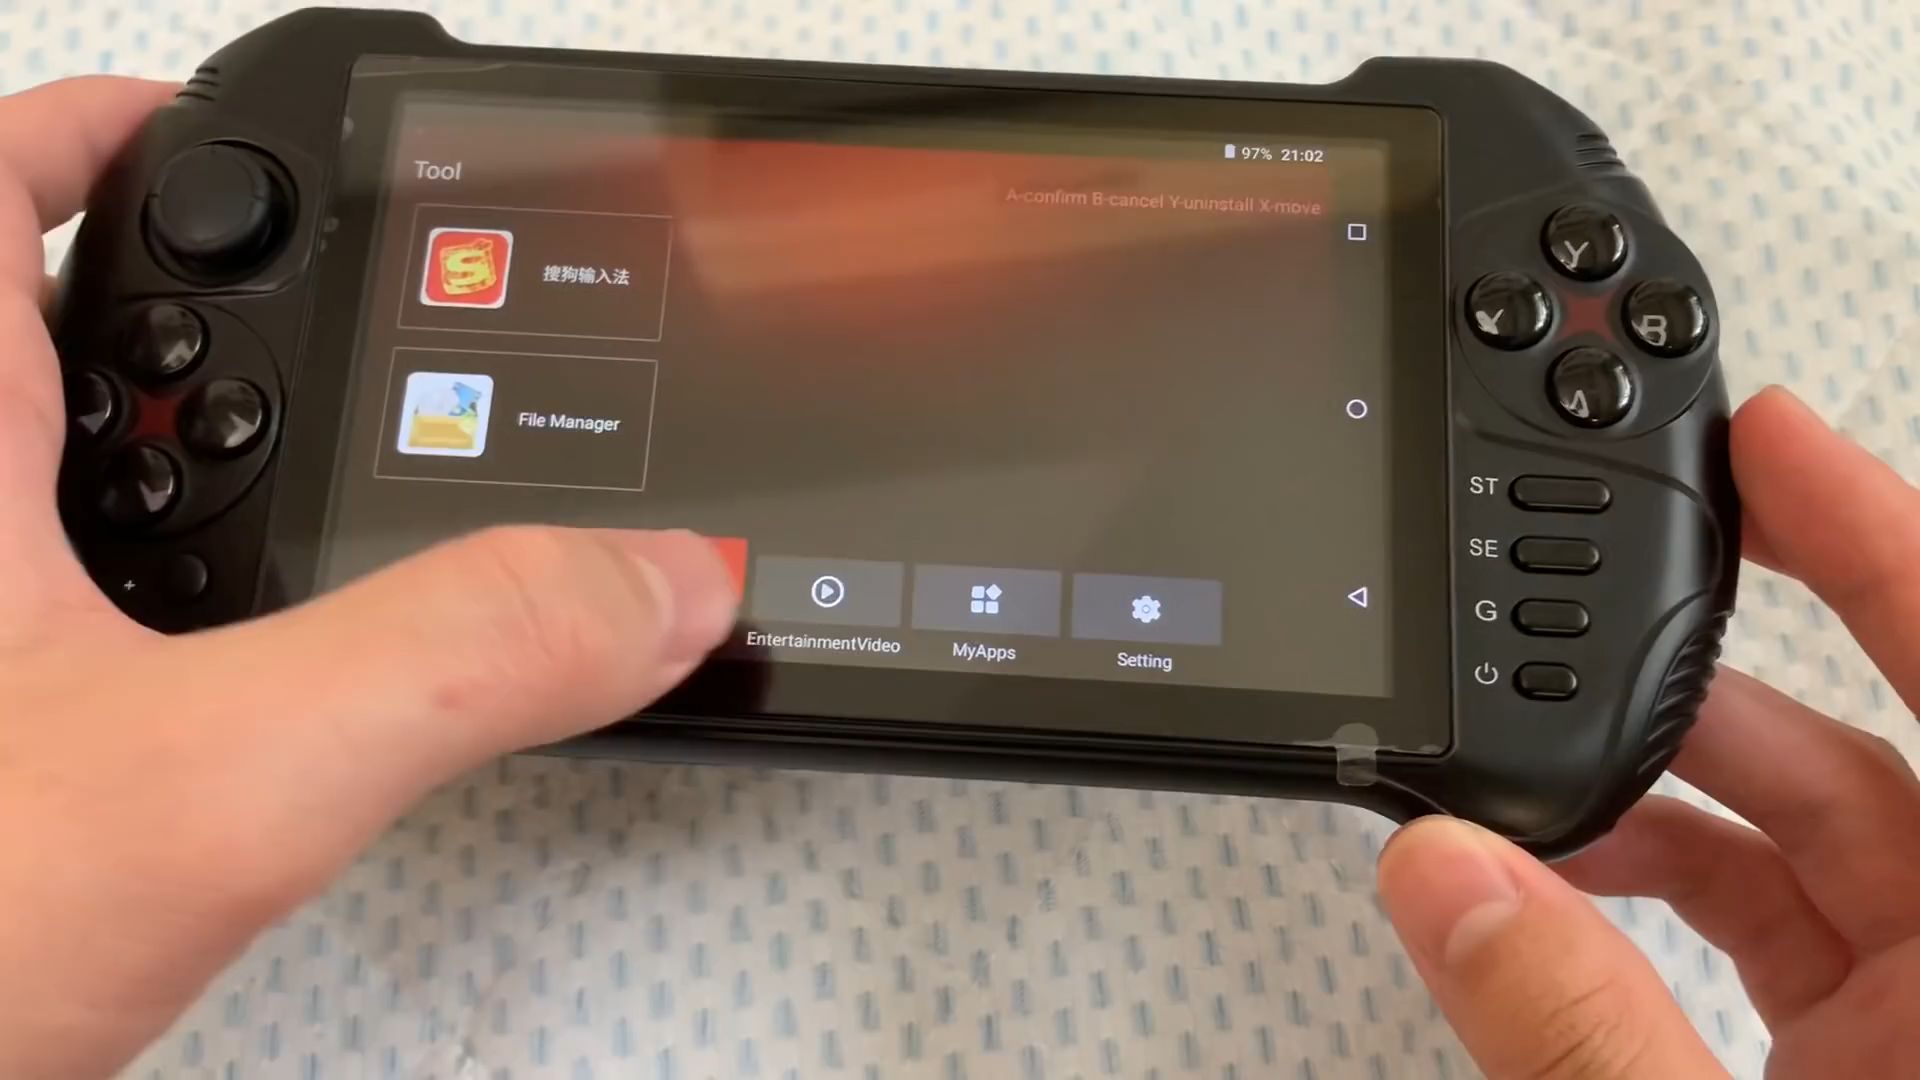 97% 21:02
Tool
A-confirm B-cancel Y-uninstall X-move
S
搜狗输入法
File Manager
EntertainmentVideo
MyApps
Setting
Y
X
B
A
ST
SE
G
+